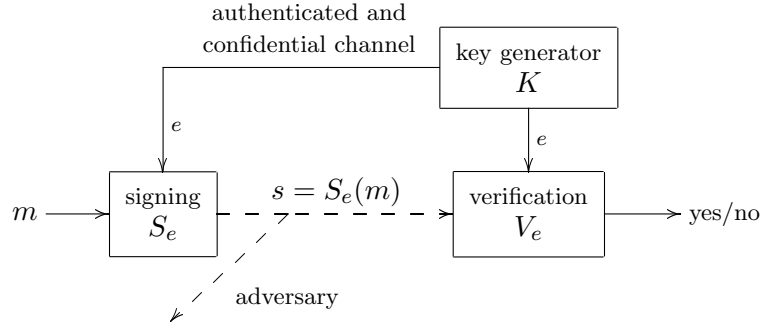 authenticated and
confidential channel
key generator
K
e
e
m
signing
S_e
s = S_e(m)
verification
V_e
yes/no
adversary